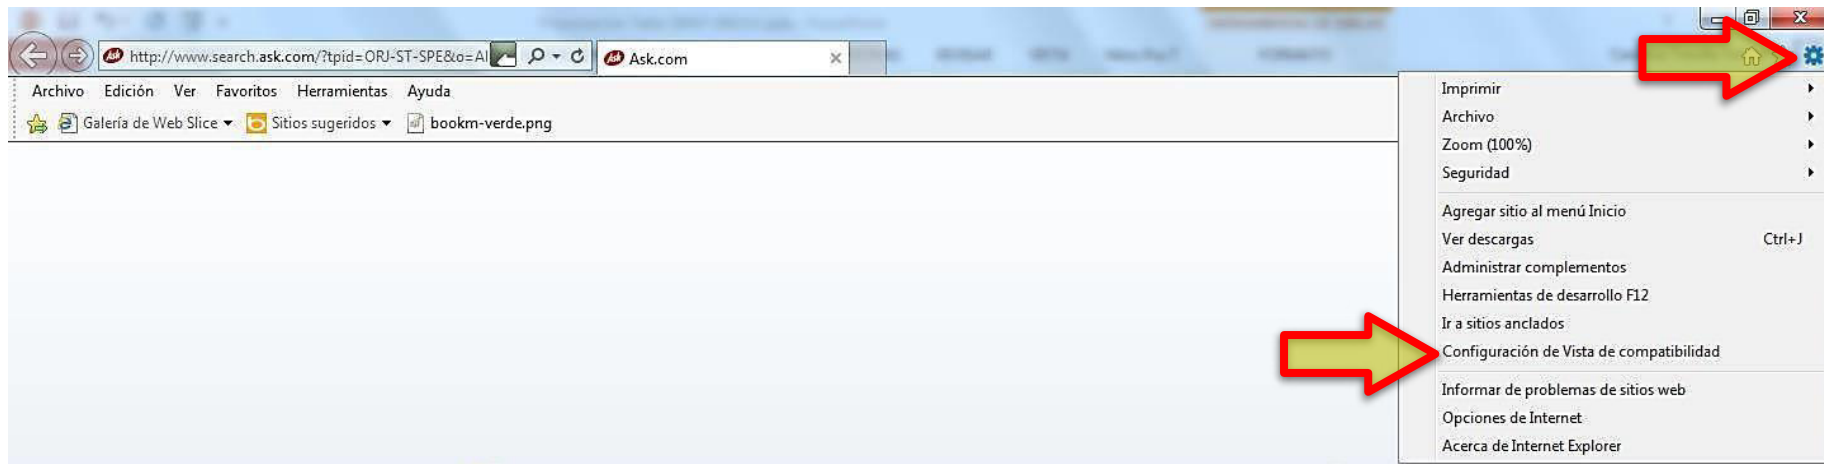 http://www.search.ask.com/?tpid=ORJ-ST-SPE&o=AI
Ask.com
Archivo Edición Ver Favoritos Herramientas Ayuda
Galería de Web Slice Sitios sugeridos bookm-verde.png
Imprimir
Archivo
Zoom (100%)
Seguridad
Agregar sitio al menú Inicio
Ver descargas Ctrl+J
Administrar complementos
Herramientas de desarrollo F12
Ir a sitios anclados
Configuración de Vista de compatibilidad
Informar de problemas de sitios web
Opciones de Internet
Acerca de Internet Explorer